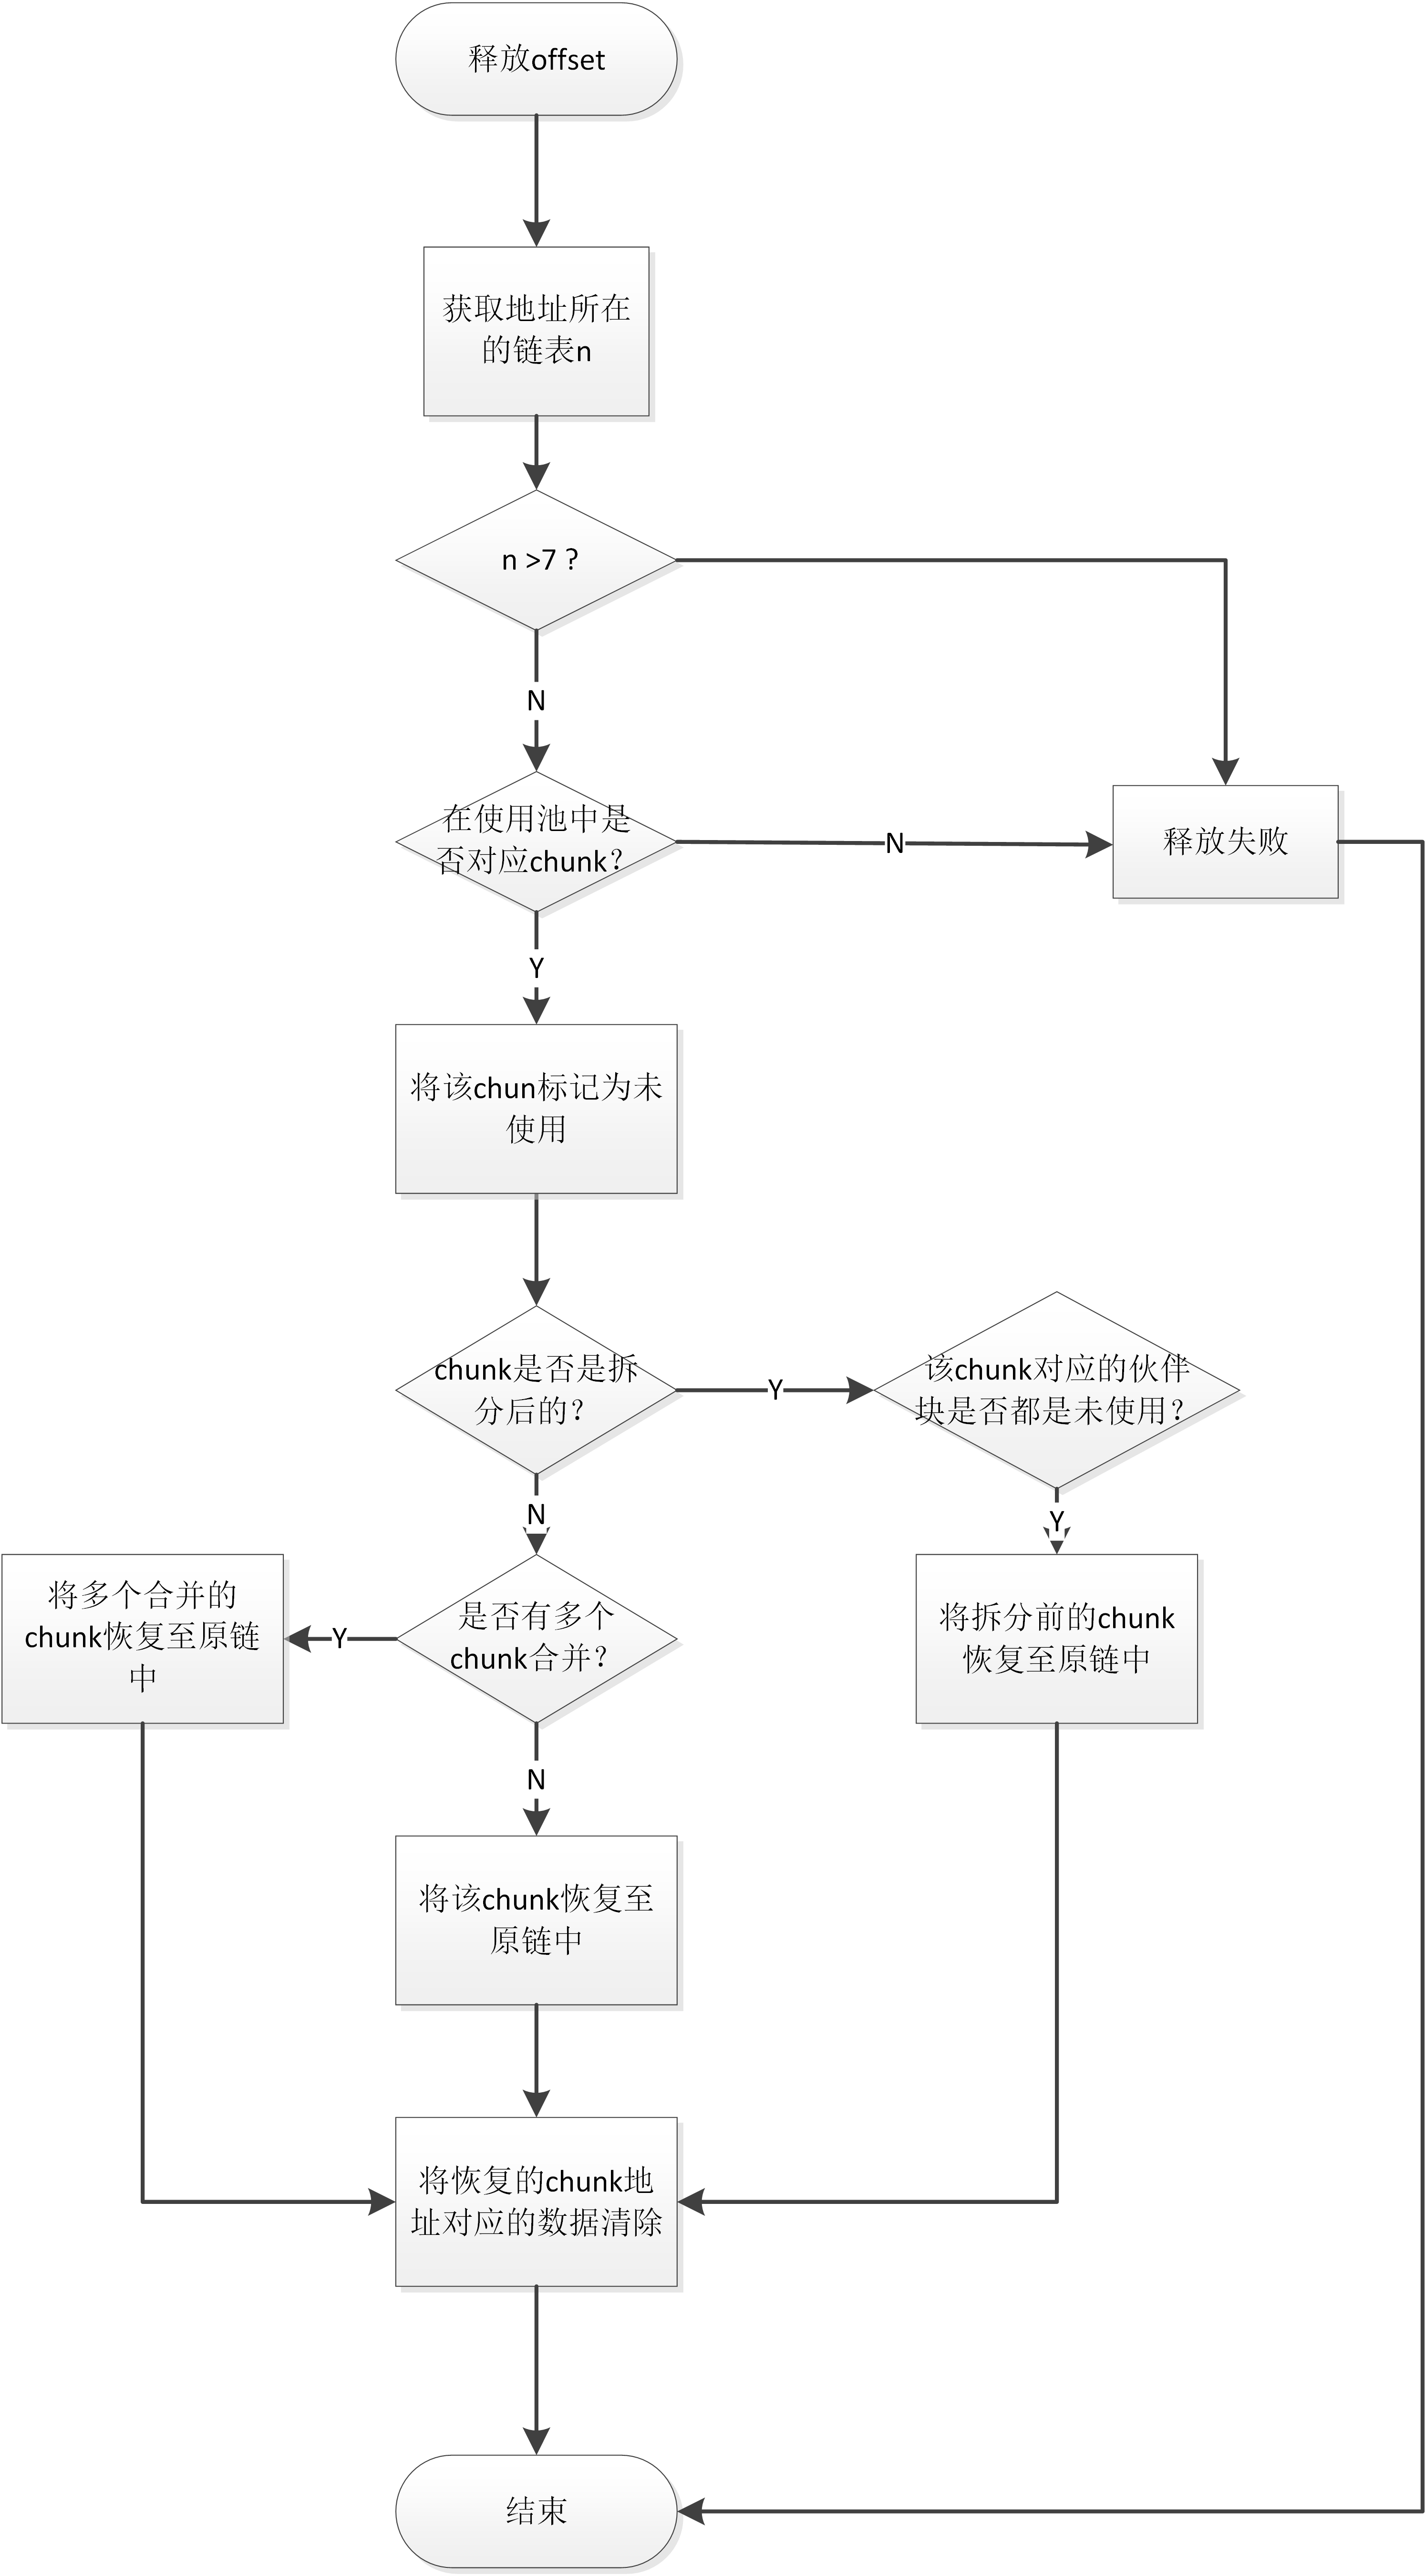 释放offset
获取地址所在
的链表n
n >7 ?
N
在使用池中是
否对应chunk？
N
释放失败
Y
将该chun标记为未
使用
chunk是否是拆
分后的？
Y
该chunk对应的伙伴
块是否都是未使用？
N
Y
将多个合并的
chunk恢复至原链
中
Y
是否有多个
chunk合并？
将拆分前的chunk
恢复至原链中
N
将该chunk恢复至
原链中
将恢复的chunk地
址对应的数据清除
结束